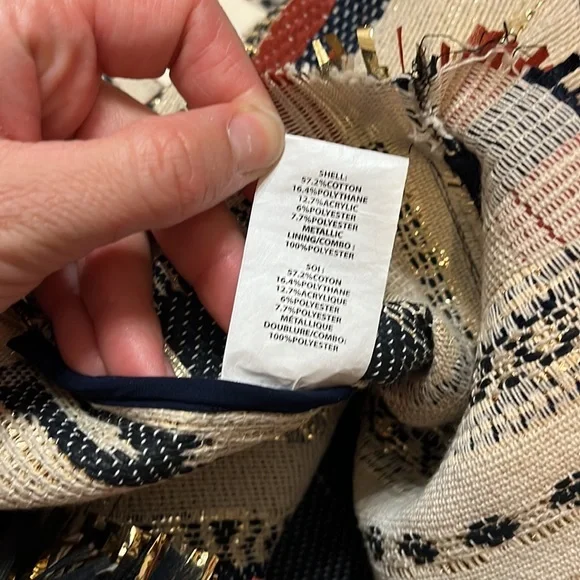 SHELL:
57.2%COTTON
16.4%POLYTHANE
12.7%ACRYLIC
6%POLYESTER
7.7%POLYESTER
METALLIC
LINING/COMBO :
100%POLYESTER
SOI :
57.2%COTON
16.4%POLYTHANE
12.7%ACRYLIQUE
6%POLYESTER
7.7%POLYESTER
MÉTALLIQUE
DOUBLURE/COMBO:
100%POLYESTER